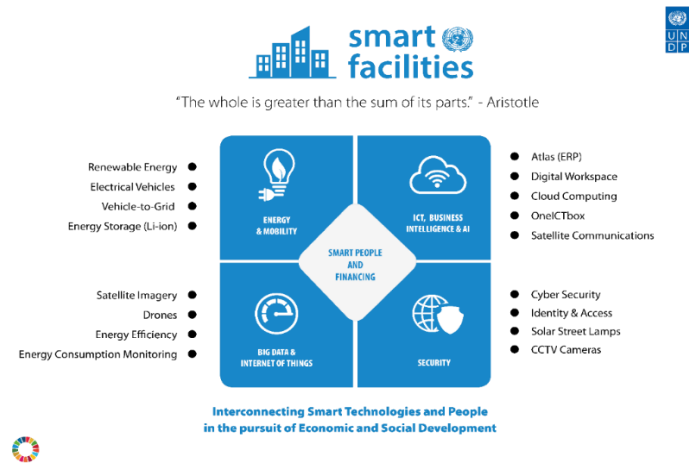 smart
facilities
U N
D P
“The whole is greater than the sum of its parts.” - Aristotle
Renewable Energy
Electrical Vehicles
Vehicle-to-Grid
Energy Storage (Li-ion)
ENERGY
& MOBILITY
ICT, BUSINESS
INTELLIGENCE & AI
Atlas (ERP)
Digital Workspace
Cloud Computing
OneICTbox
Satellite Communications
SMART PEOPLE
AND
FINANCING
Satellite Imagery
Drones
Energy Efficiency
Energy Consumption Monitoring
BIG DATA &
INTERNET OF THINGS
SECURITY
Cyber Security
Identity & Access
Solar Street Lamps
CCTV Cameras
Interconnecting Smart Technologies and People
in the pursuit of Economic and Social Development